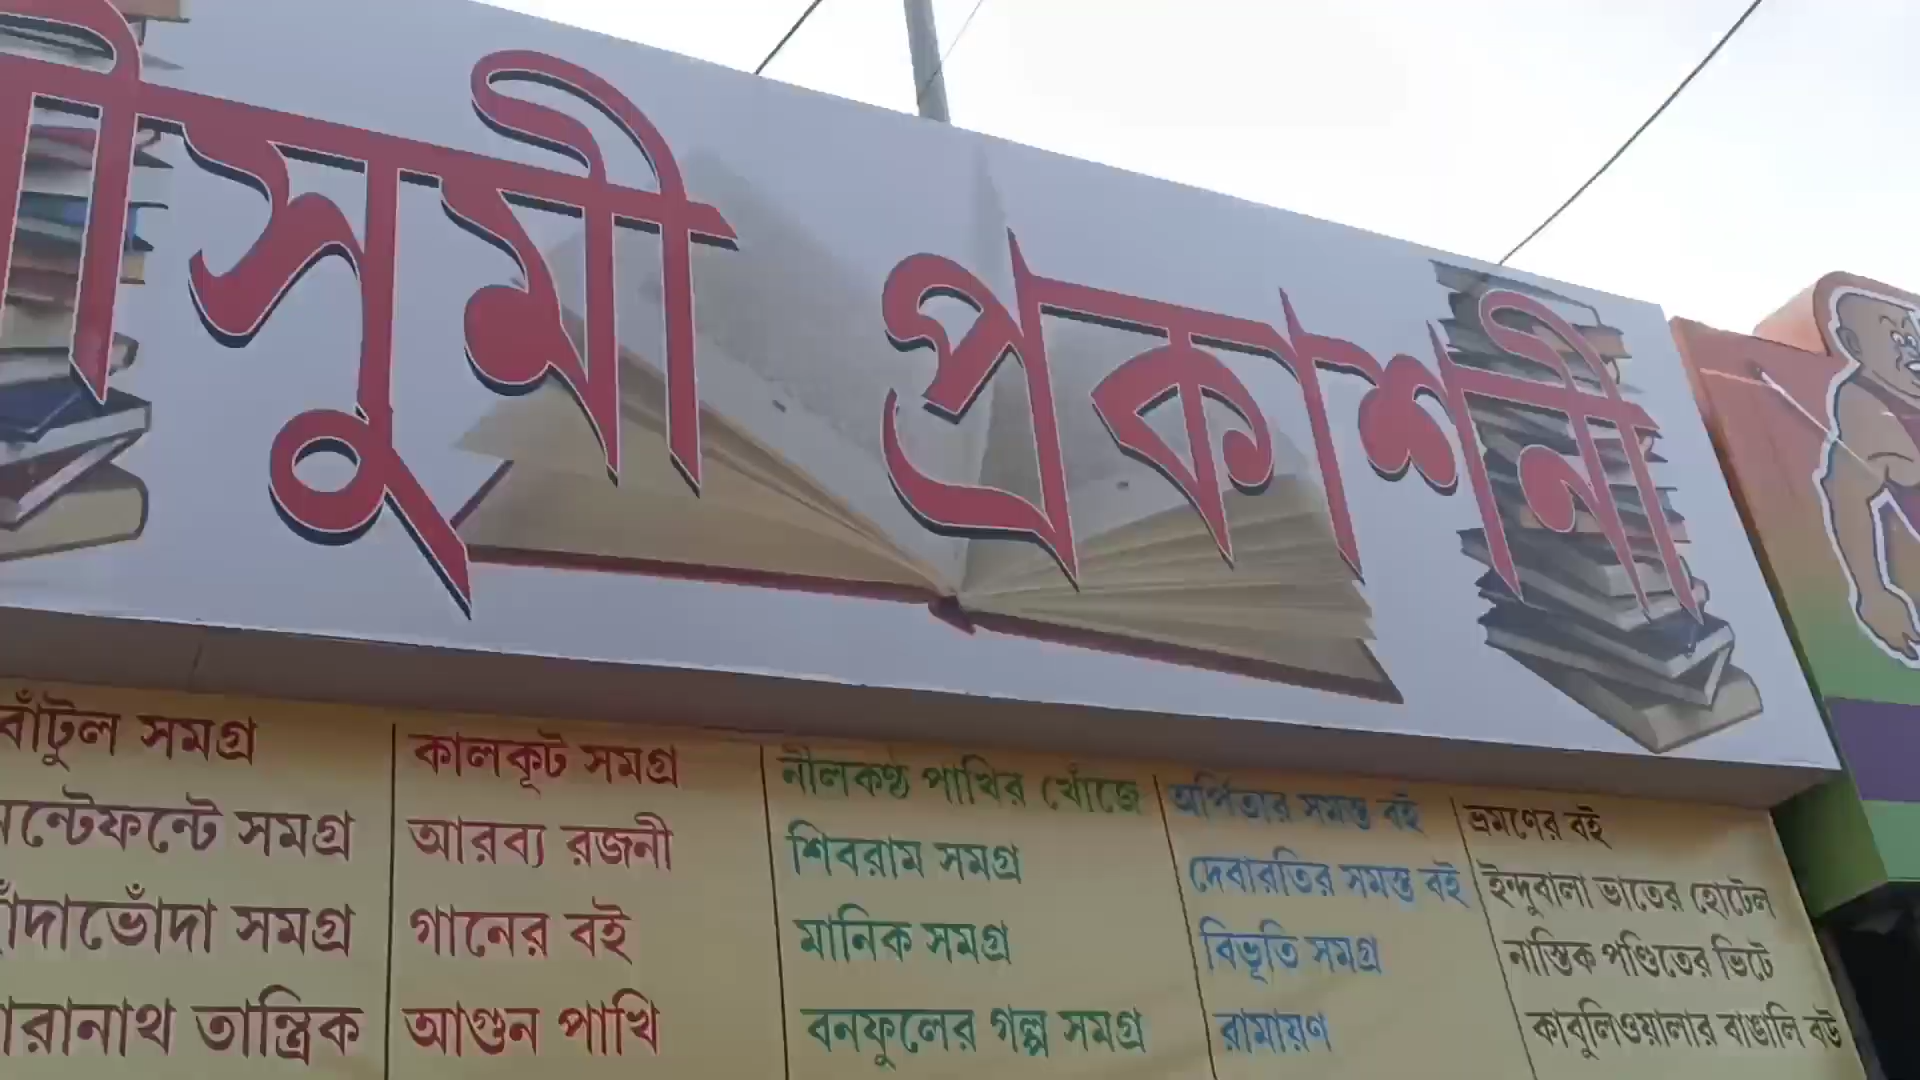 সুমী প্রকাশনী
বাঁটুল সমগ্র
সমগ্র
সমগ্র
তান্ত্রিক
কালকূট সমগ্র
আরব্য রজনী
গানের বই
আগুন পাখি
নীলকণ্ঠ পাখির খোঁজে
শিবরাম সমগ্র
মানিক সমগ্র
বনফুলের গল্প সমগ্র
অর্পিতার সমস্ত বই
দেবারতির সমস্ত বই
বিভূতি সমগ্র
রামায়ণ
ভ্রমণের বই
ইন্দুবালা ভাতের হোটেল
নাস্তিক পণ্ডিতের ভিটে
কাবুলিওয়ালার বাঙালি বউ